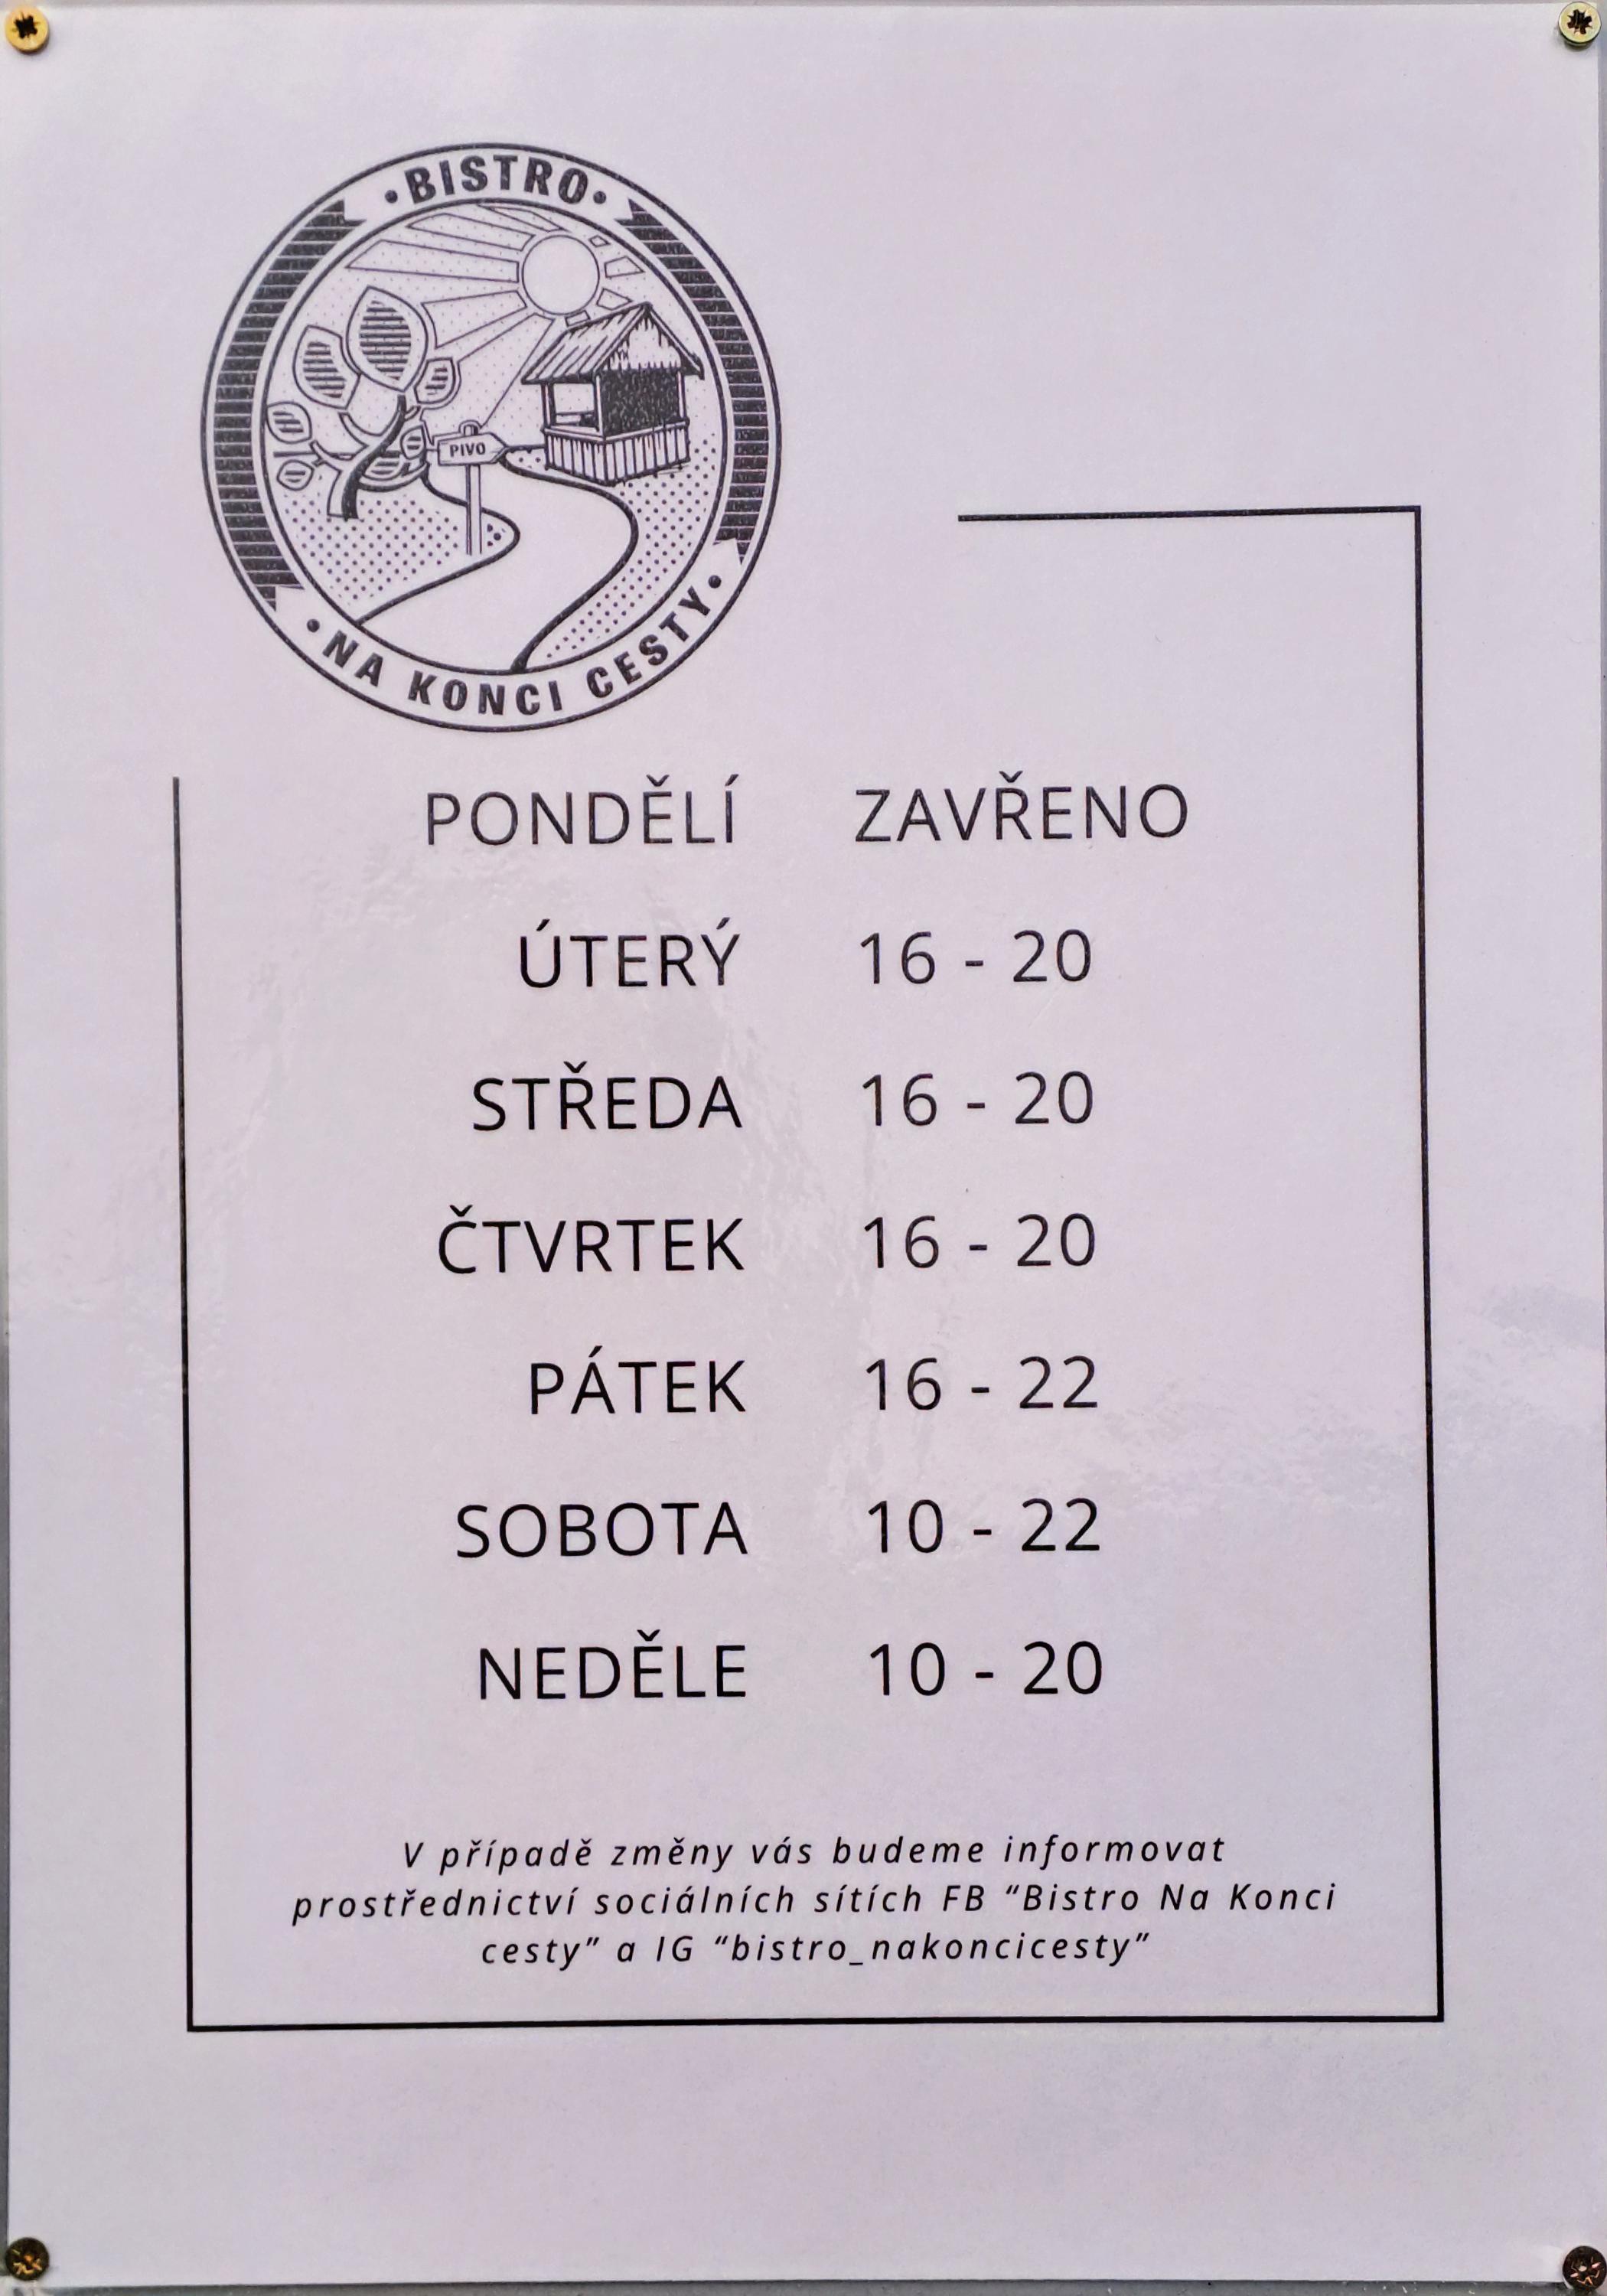 •BISTRO•
PIVO
•NA KONCI CESTY•
PONDĚLÍ ZAVŘENO
ÚTERÝ 16 - 20
STŘEDA 16 - 20
ČTVRTEK 16 - 20
PÁTEK 16 - 22
SOBOTA 10 - 22
NEDĚLE 10 - 20
V případě změny vás budeme informovat
prostřednictví sociálních sítích FB “Bistro Na Konci
cesty” a IG “bistro_nakoncicesty”